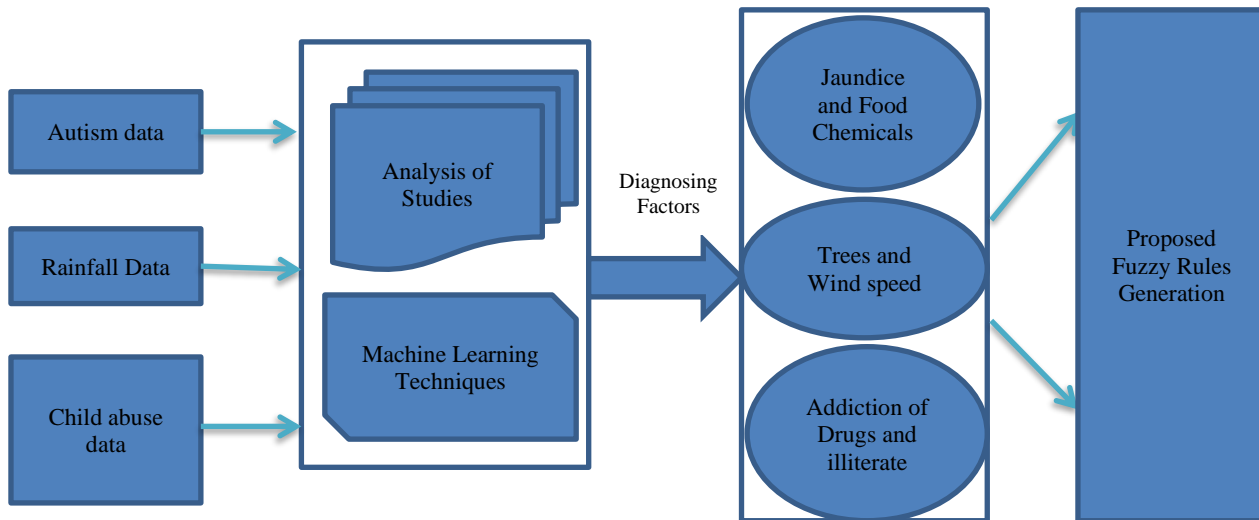 Autism data
Rainfall Data
Child abuse
data
Analysis of
Studies
Machine Learning
Techniques
Diagnosing
Factors
Jaundice
and Food
Chemicals
Trees and
Wind speed
Addiction of
Drugs and
illiterate
Proposed
Fuzzy Rules
Generation